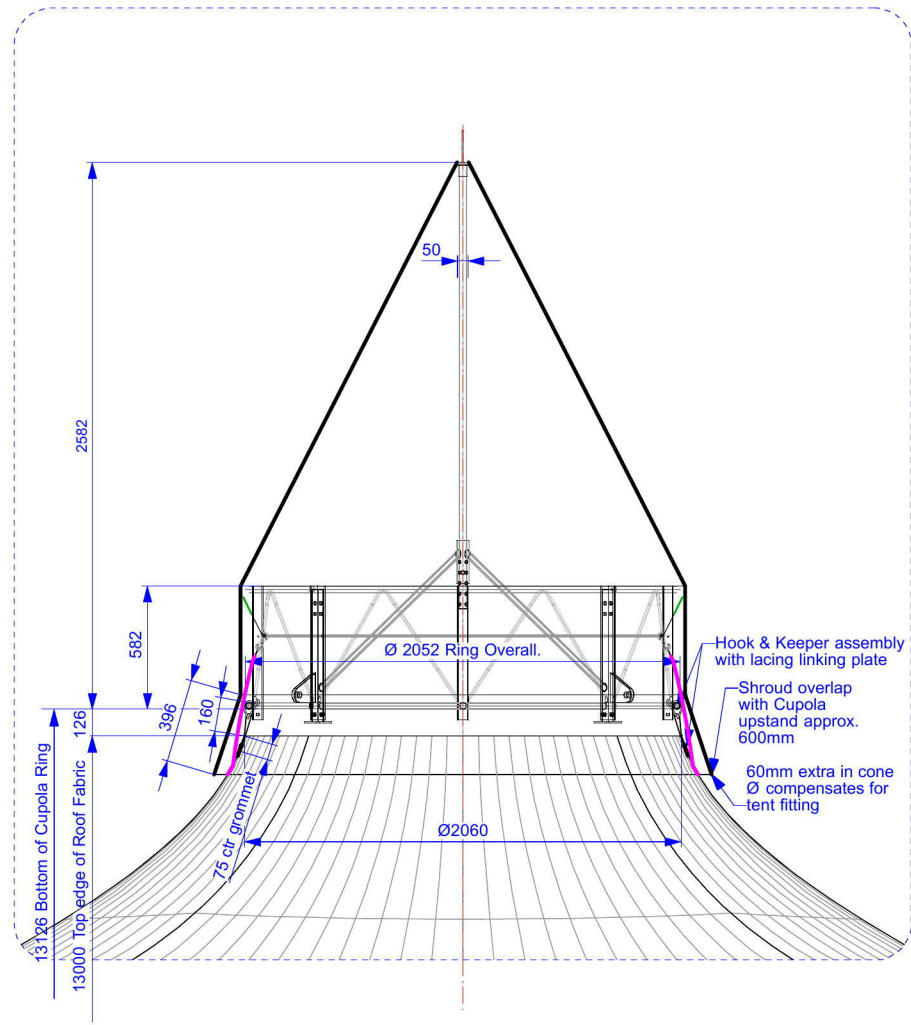 50
2582
582
Ø 2052 Ring Overall.
Hook & Keeper assembly
with lacing linking plate
Shroud overlap
with Cupola
upstand approx.
600mm
396
160
126
60mm extra in cone
Ø compensates for
tent fitting
75 ctr grommet
Ø2060
13126 Bottom of Cupola Ring
13000 Top edge of Roof Fabric